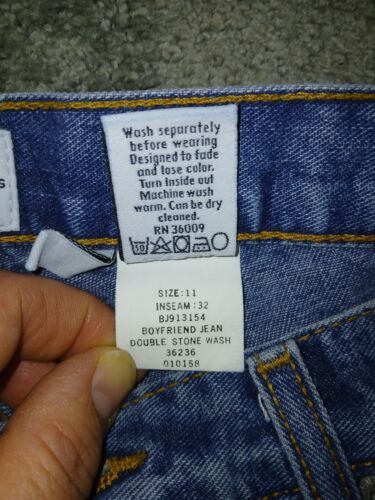 Wash separately
before wearing
Designed to fade
and lose color.
Turn inside out
Machine wash
warm. Can be dry
cleaned.
RN 36009
SIZE:11
INSEAM:32
BJ913154
BOYFRIEND JEAN
DOUBLE STONE WASH
36236
010158